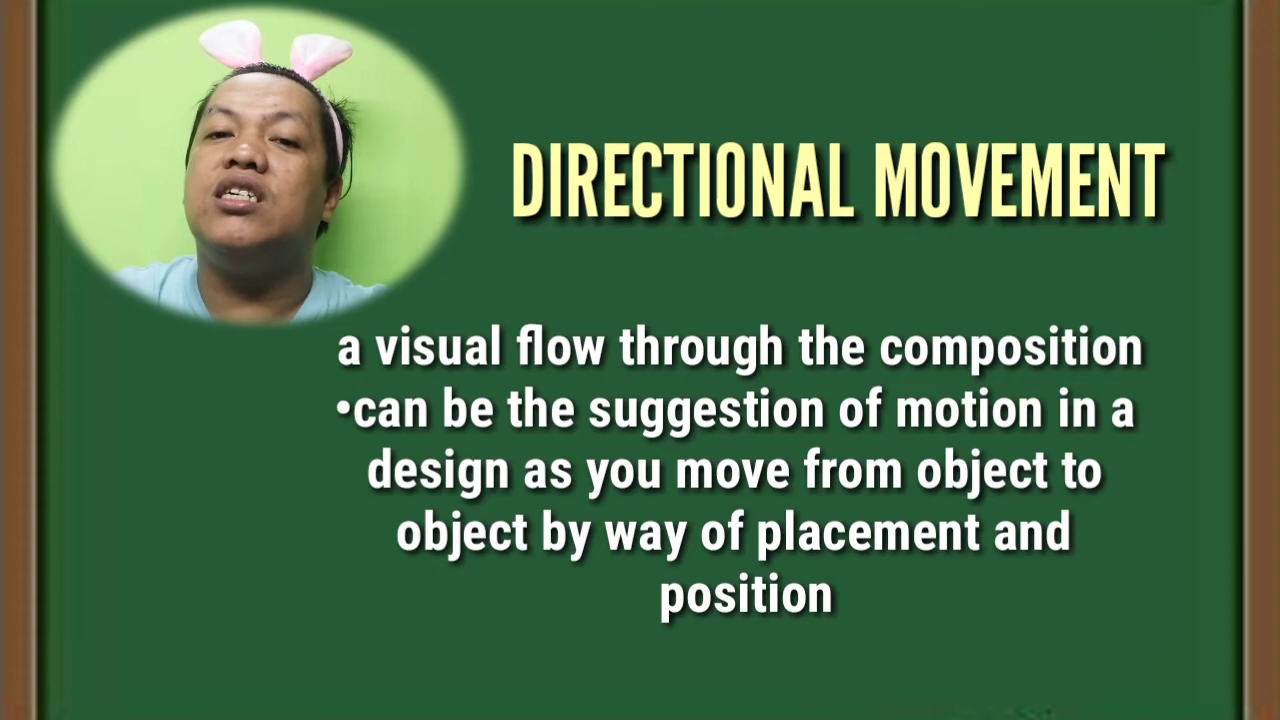 DIRECTIONAL MOVEMENT
a visual flow through the composition
•can be the suggestion of motion in a
design as you move from object to
object by way of placement and
position